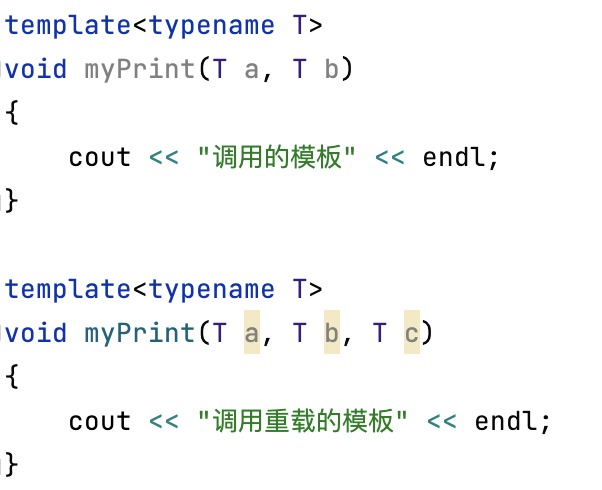 template<typename T>
void myPrint(T a, T b)
{
    cout << "调用的模板" << endl;
}
template<typename T>
void myPrint(T a, T b, T c)
{
    cout << "调用重载的模板" << endl;
}